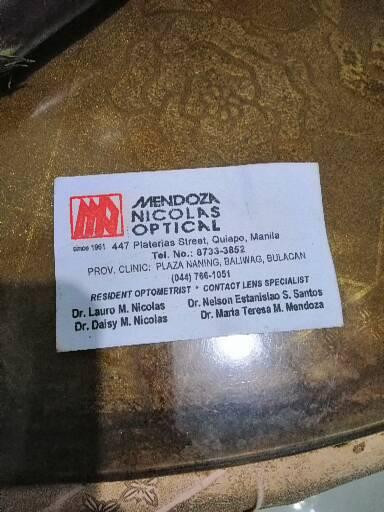 MENDOZA
NICOLAS
OPTICAL
since 1961 447 Platerias Street, Quiapo, Manila
Tel. No.: 8733-3852
PROV. CLINIC: PLAZA NANING, BALIWAG, BULACAN
(044) 766-1051
RESIDENT OPTOMETRIST * CONTACT LENS SPECIALIST
Dr. Lauro M. Nicolas Dr. Nelson Estanislao S. Santos
Dr. Daisy M. Nicolas Dr. Maria Teresa M. Mendoza